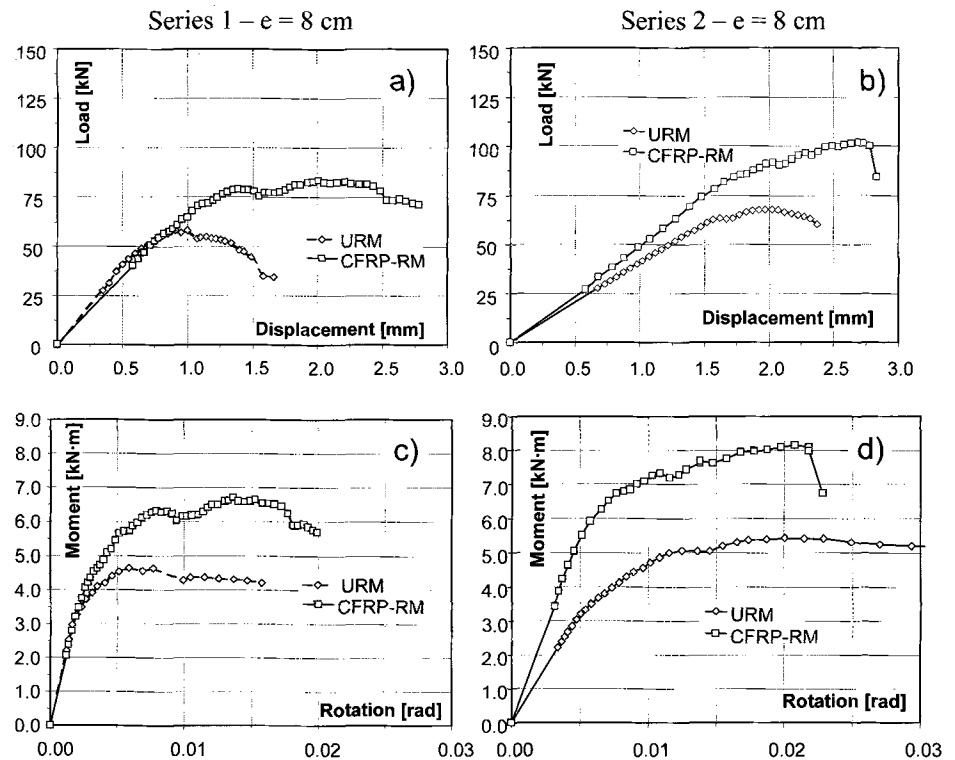 Series 1 – e = 8 cm
Series 2 – e = 8 cm
150
125
100
75
50
25
0
Load [kN]
a)
URM
CFRP-RM
Displacement [mm]
0.0 0.5 1.0 1.5 2.0 2.5 3.0
150
125
100
75
50
25
0
Load [kN]
b)
URM
CFRP-RM
Displacement [mm]
0.0 0.5 1.0 1.5 2.0 2.5 3.0
9.0
8.0
7.0
6.0
5.0
4.0
3.0
2.0
1.0
0.0
Moment [kN·m]
c)
URM
CFRP-RM
Rotation [rad]
0.00 0.01 0.02 0.03
9.0
8.0
7.0
6.0
5.0
4.0
3.0
2.0
1.0
0.0
Moment [kN·m]
d)
URM
CFRP-RM
Rotation [rad]
0.00 0.01 0.02 0.03